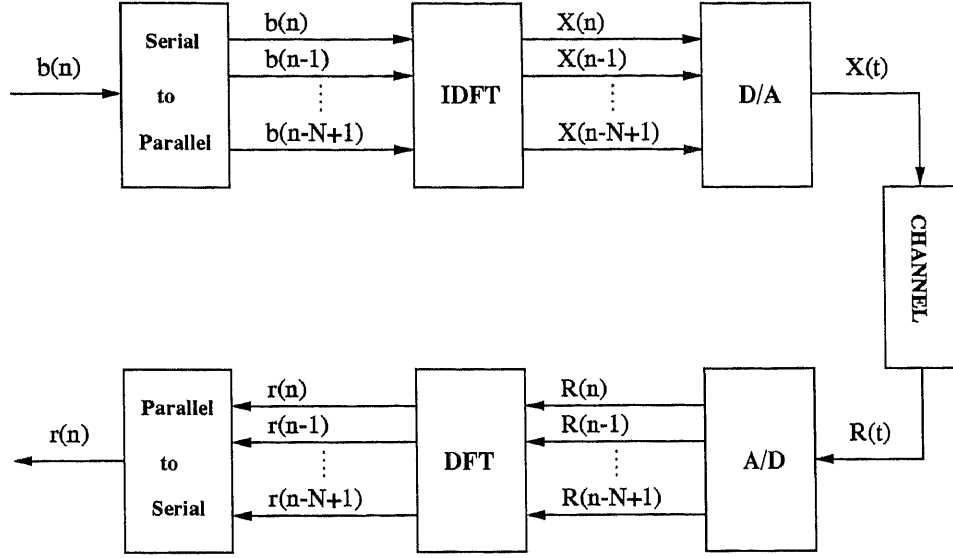 b(n)
Serial
to
Parallel
b(n)
b(n-1)
b(n-N+1)
IDFT
X(n)
X(n-1)
X(n-N+1)
D/A
X(t)
CHANNEL
R(t)
A/D
R(n)
R(n-1)
R(n-N+1)
DFT
r(n)
r(n-1)
r(n-N+1)
Parallel
to
Serial
r(n)